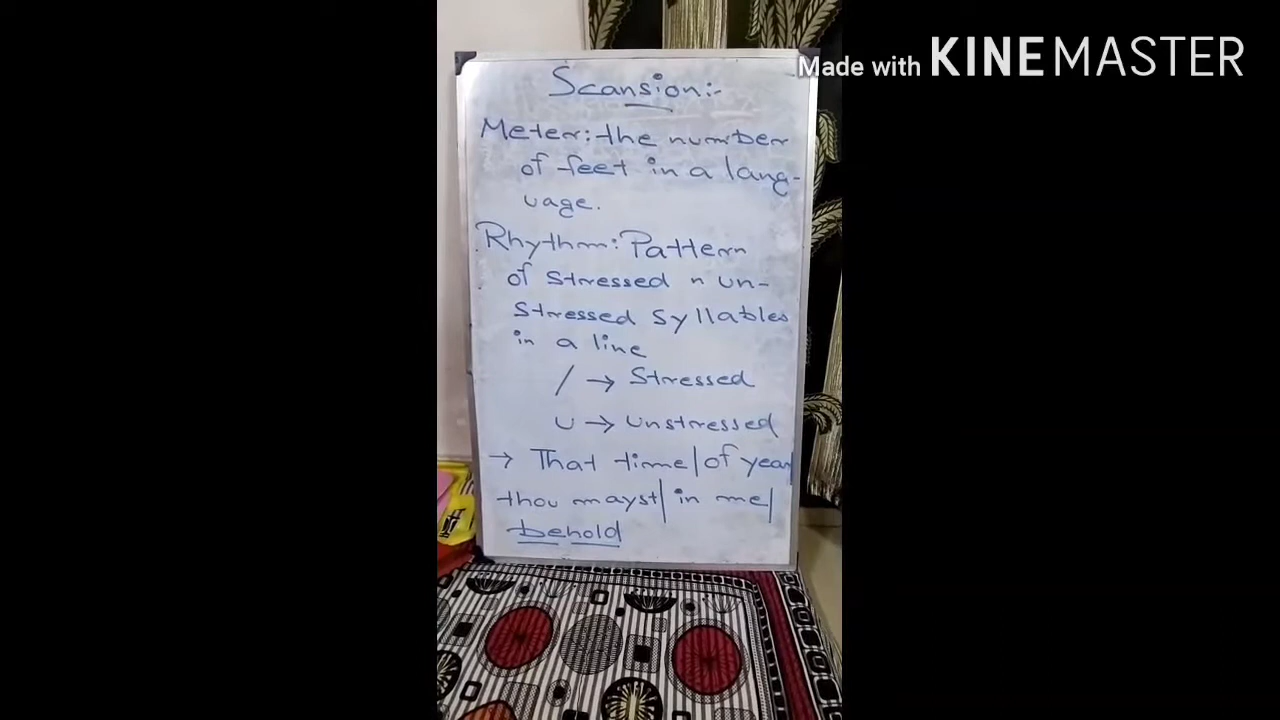 Made with KINEMASTER
Scansion:-
Meter: the number
of feet in a lang-
uage.
Rhythm: Pattern
of stressed n un-
stressed syllables
in a line
/ → Stressed
U → Unstressed
→ That time/of year/
thou mayst/ in me/
behold